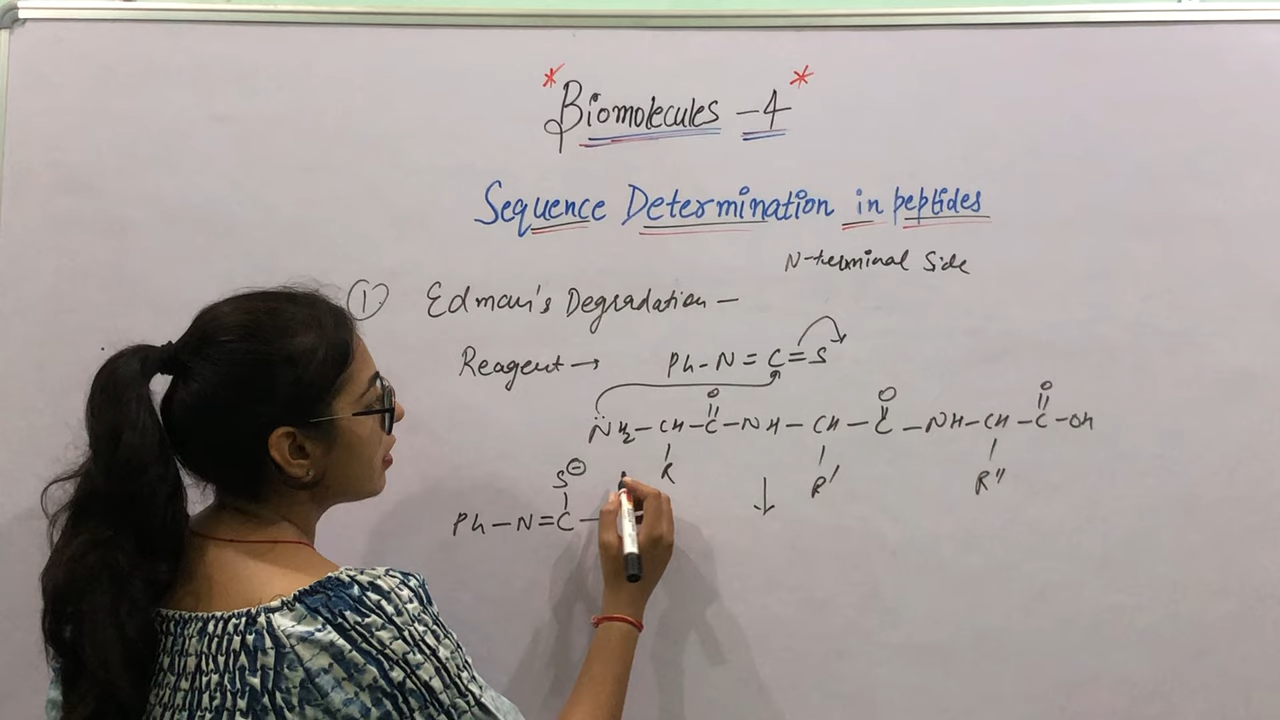 * Biomolecules - 4 *
Sequence Determination in peptides
N-terminal Side
① Edman's Degradation -
Reagent → Ph-N=C=S
N̈H₂-CH-C-NH-CH-C-NH-CH-C-OH
O O O
R R' R"
S⊖
Ph-N=C-